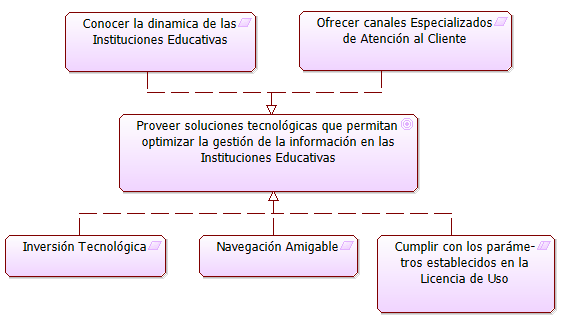 Conocer la dinamica de las
Instituciones Educativas
Ofrecer canales Especializados
de Atención al Cliente
Proveer soluciones tecnológicas que permitan
optimizar la gestión de la información en las
Instituciones Educativas
Inversión Tecnológica
Navegación Amigable
Cumplir con los paráme-
tros establecidos en la
Licencia de Uso